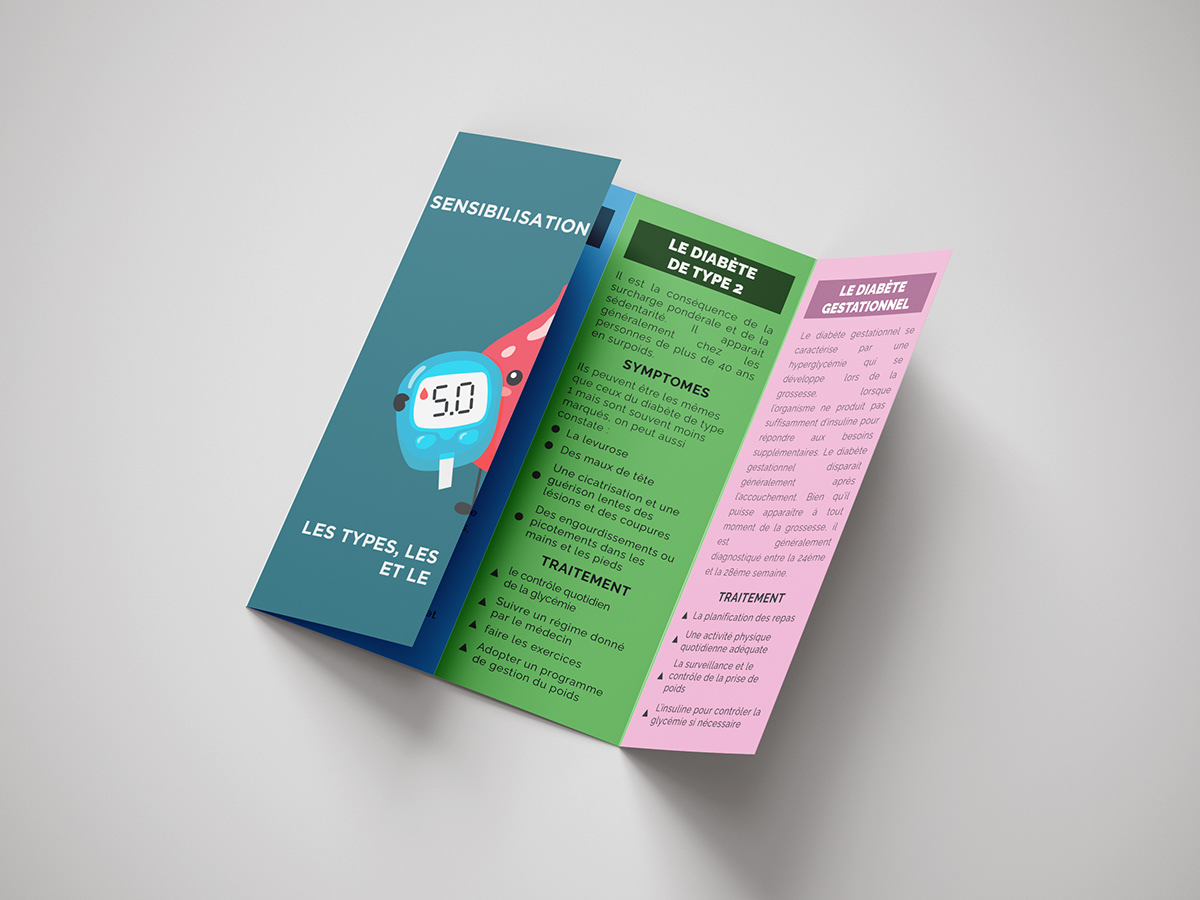 SENSIBILISATION
5.0
LES TYPES, LES
ET LE
LE DIABÈTE
DE TYPE 2
Il est la conséquence de la
surcharge pondérale et de la
sédentarité. Il apparait
généralement chez les
personnes de plus de 40 ans
en surpoids.
SYMPTOMES
Ils peuvent être les mêmes
que ceux du diabète de type
1 mais sont souvent moins
marqués; on peut aussi
constate :
● La levurose
● Des maux de tête
● Une cicatrisation et une
guérison lentes des
lésions et des coupures
● Des engourdissements ou
picotements dans les
mains et les pieds
TRAITEMENT
▲ le contrôle quotidien
de la glycémie
▲ Suivre un régime donné
par le médecin
▲ faire les exercices
▲ Adopter un programme
de gestion du poids
LE DIABÈTE
GESTATIONNEL
Le diabète gestationnel se
caractérise par une
hyperglycémie qui se
développe lors de la
grossesse, lorsque
l'organisme ne produit pas
suffisamment d'insuline pour
répondre aux besoins
supplémentaires. Le diabète
gestationnel disparait
généralement après
l'accouchement. Bien qu'il
puisse apparaître à tout
moment de la grossesse, il
est généralement
diagnostiqué entre la 24ème
et la 28ème semaine.
TRAITEMENT
▲ La planification des repas
▲ Une activité physique
quotidienne adéquate
▲ La surveillance et le
contrôle de la prise de
poids
▲ L'insuline pour contrôler la
glycémie si nécessaire